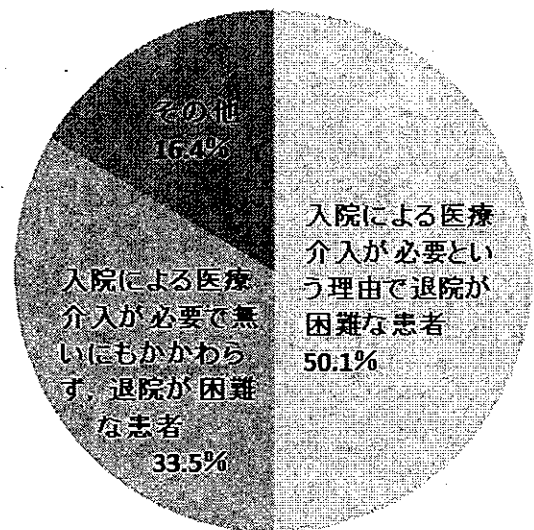 その他
16.4%
入院による医療
介入が必要とい
う理由で退院が
困難な患者
50.1%
入院による医療
介入が必要で無
いにもかかわら
ず、退院が困難
な患者
33.5%